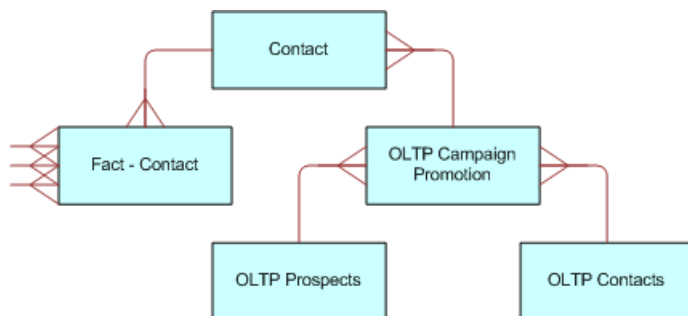 Contact
Fact - Contact
OLTP Campaign
Promotion
OLTP Prospects
OLTP Contacts